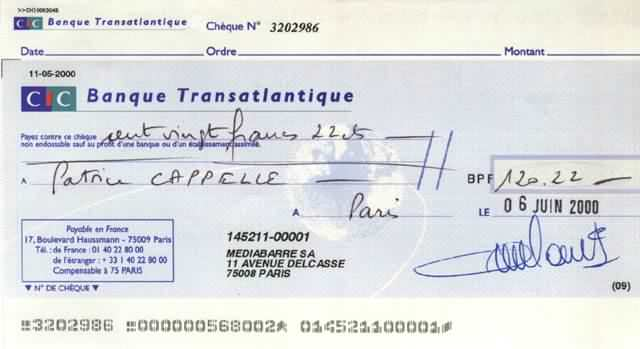 >>CH10663048
CIC Banque Transatlantique Chèque N° 3202986
Date Ordre Montant
11-05-2000
CIC Banque Transatlantique
Payez contre ce chèque cent vingt francs 22 cts
non endossable sauf au profit d'une banque ou d'un établissement assimilé.
A Patrice CAPPELLE BPF 120.22
A Paris LE 06 JUIN 2000
Payable en France
17, Boulevard Haussmann - 75009 Paris
Tél. : de France : 01 40 22 80 00
de l'étranger : + 33 1 40 22 80 00
Compensable à 75 PARIS
145211-00001
MEDIABARRE SA
11 AVENUE DELCASSE
75008 PARIS
▼ N° DE CHÈQUE ▼ (09)
3202986 000000568002 014521100001